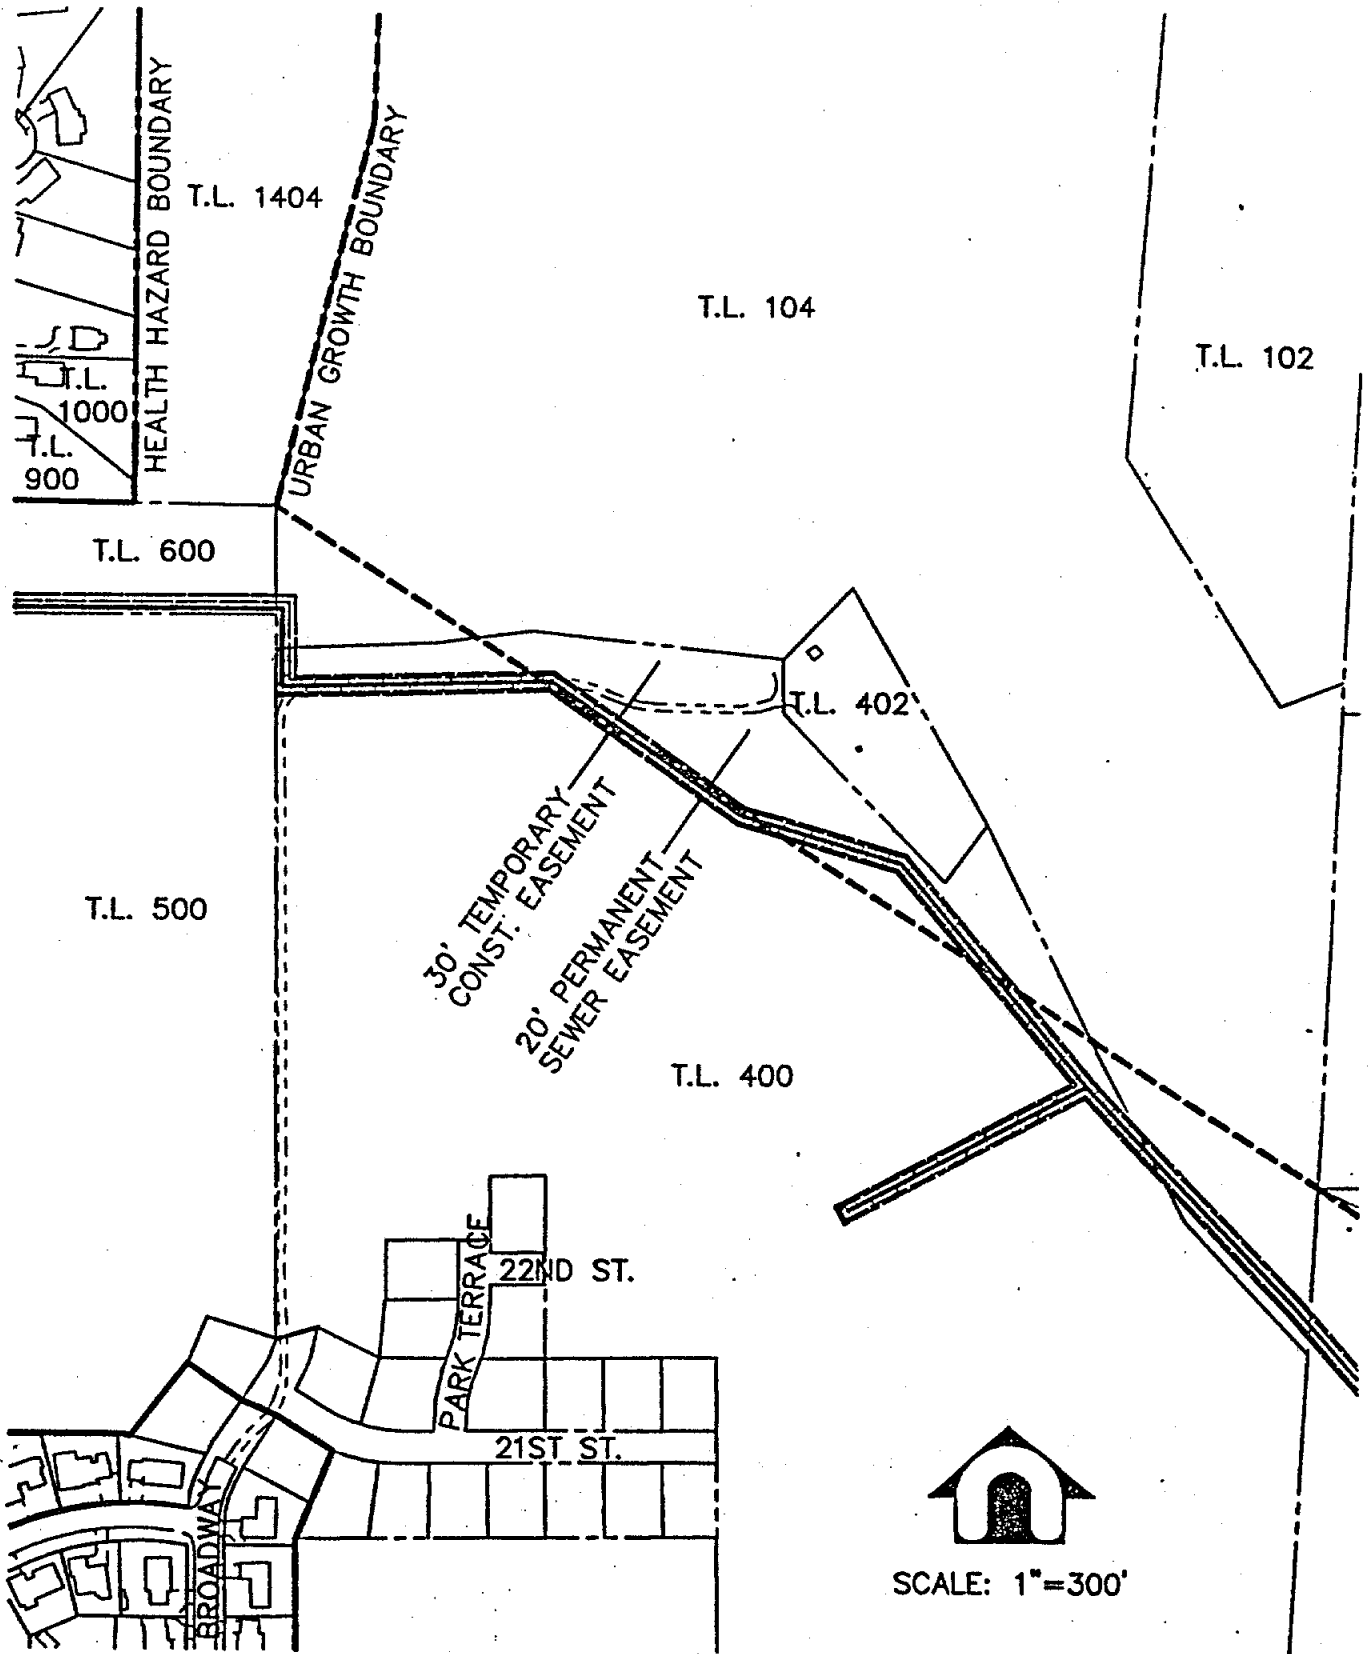 HEALTH HAZARD BOUNDARY
T.L. 1404
URBAN GROWTH BOUNDARY
T.L. 104
T.L. 102
T.L.
1000
T.L.
900
T.L. 600
T.L. 402
30' TEMPORARY
CONST. EASEMENT
20' PERMANENT
SEWER EASEMENT
T.L. 500
T.L. 400
PARK TERRACE
22ND ST.
21ST ST.
BROADWAY
SCALE: 1"=300'